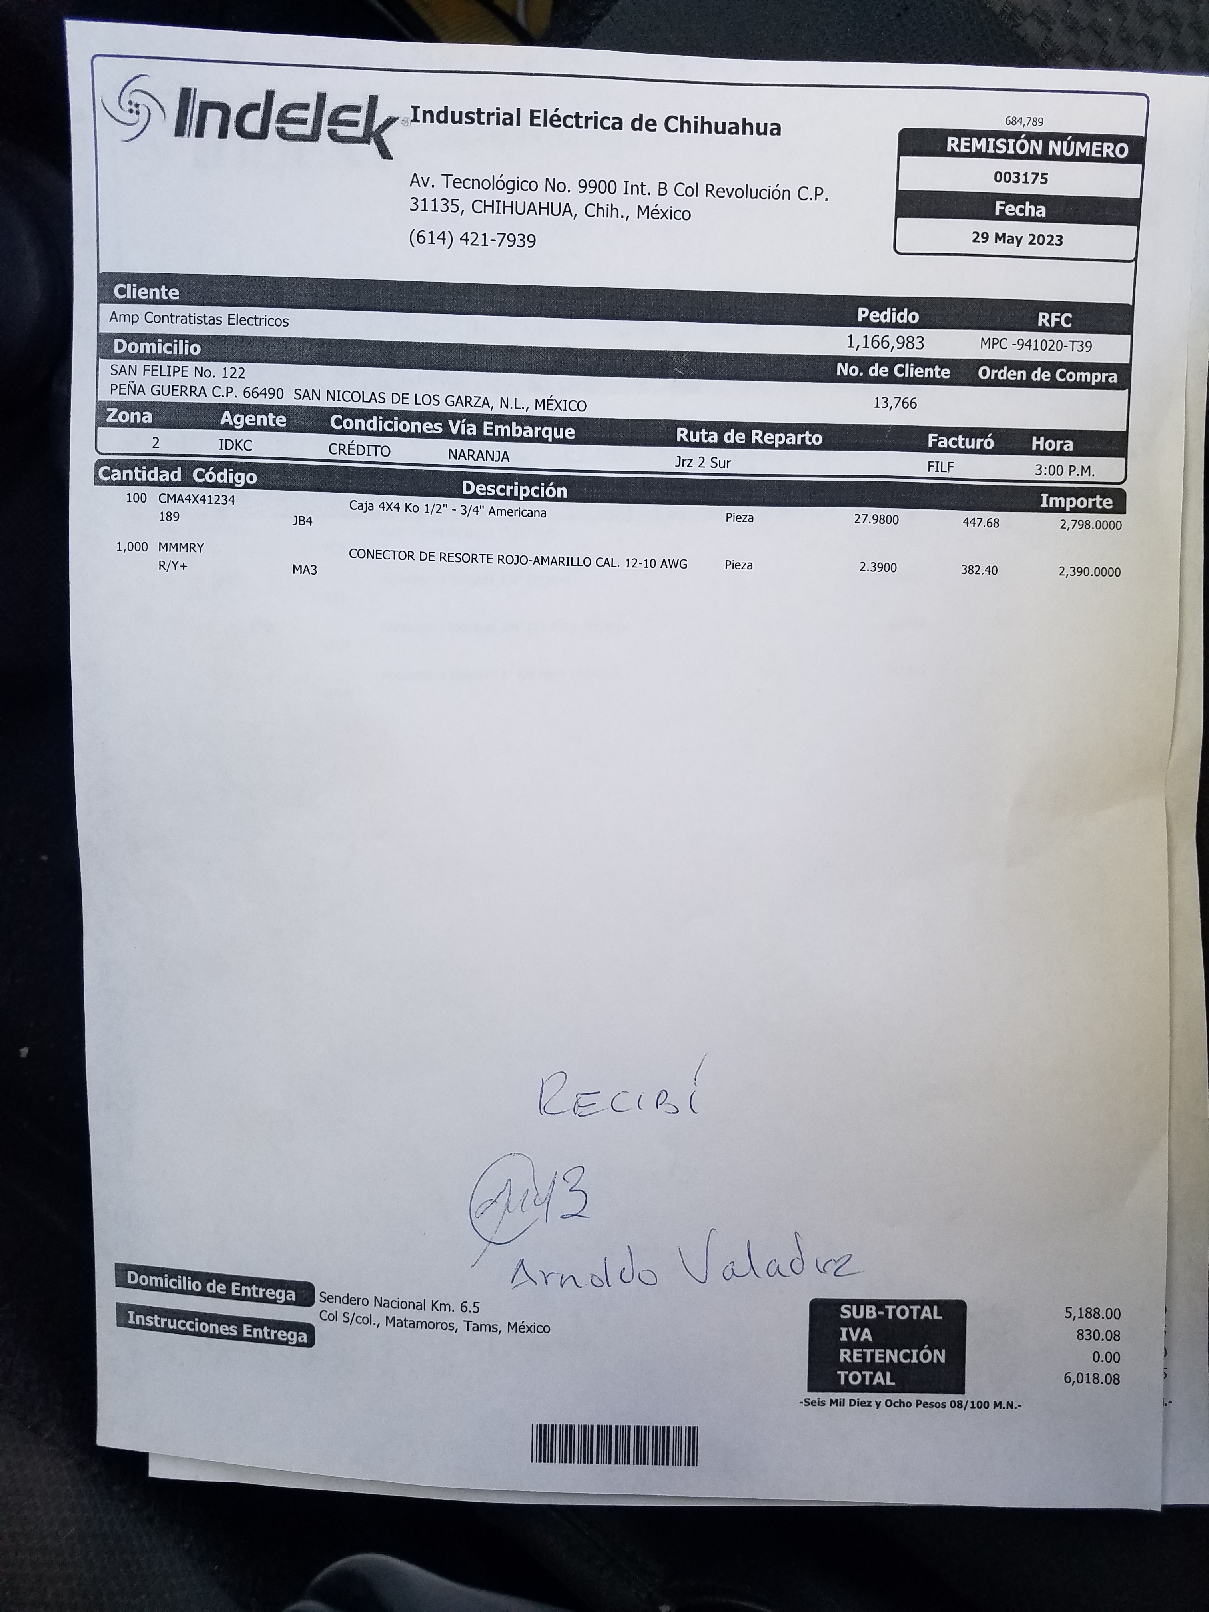 Indelek
Industrial Eléctrica de Chihuahua
Av. Tecnológico No. 9900 Int. B Col Revolución C.P.
31135, CHIHUAHUA, Chih., México
(614) 421-7939
684,789
REMISIÓN NÚMERO
003175
Fecha
29 May 2023
Cliente Pedido RFC
Amp Contratistas Electricos 1,166,983 MPC -941020-T39
Domicilio No. de Cliente Orden de Compra
SAN FELIPE No. 122
PEÑA GUERRA C.P. 66490 SAN NICOLAS DE LOS GARZA, N.L., MÉXICO 13,766
Zona Agente Condiciones Vía Embarque Ruta de Reparto Facturó Hora
2 IDKC CRÉDITO NARANJA Jrz 2 Sur FILF 3:00 P.M.
Cantidad Código Descripción Importe
100 CMA4X41234 Caja 4X4 Ko 1/2" - 3/4" Americana Pieza 27.9800 447.68 2,798.0000
189 JB4
1,000 MMMRY CONECTOR DE RESORTE ROJO-AMARILLO CAL. 12-10 AWG Pieza 2.3900 382.40 2,390.0000
R/Y+ MA3
RECIBÍ
Arnoldo Valadez
Domicilio de Entrega Sendero Nacional Km. 6.5
Instrucciones Entrega Col S/col., Matamoros, Tams, México
SUB-TOTAL 5,188.00
IVA 830.08
RETENCIÓN 0.00
TOTAL 6,018.08
-Seis Mil Diez y Ocho Pesos 08/100 M.N.-